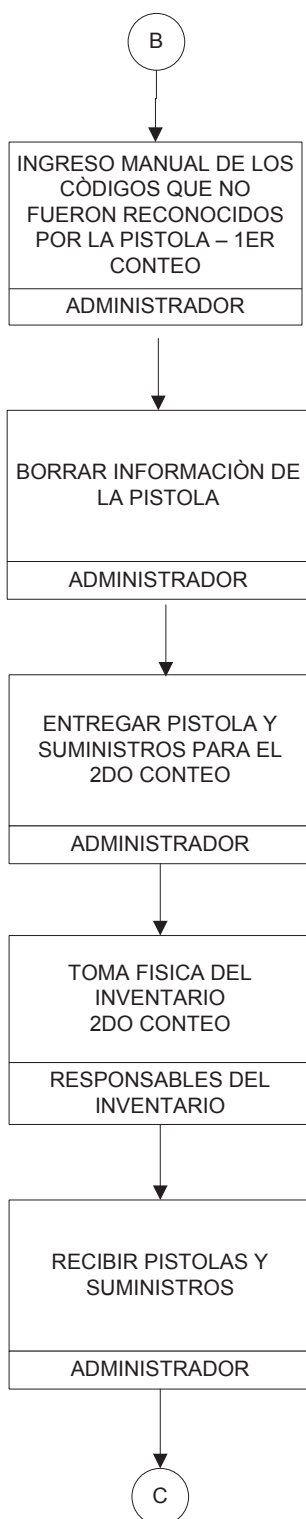 B
INGRESO MANUAL DE LOS
CÒDIGOS QUE NO
FUERON RECONOCIDOS
POR LA PISTOLA – 1ER
CONTEO
ADMINISTRADOR
BORRAR INFORMACIÒN DE
LA PISTOLA
ADMINISTRADOR
ENTREGAR PISTOLA Y
SUMINISTROS PARA EL
2DO CONTEO
ADMINISTRADOR
TOMA FISICA DEL
INVENTARIO
2DO CONTEO
RESPONSABLES DEL
INVENTARIO
RECIBIR PISTOLAS Y
SUMINISTROS
ADMINISTRADOR
C